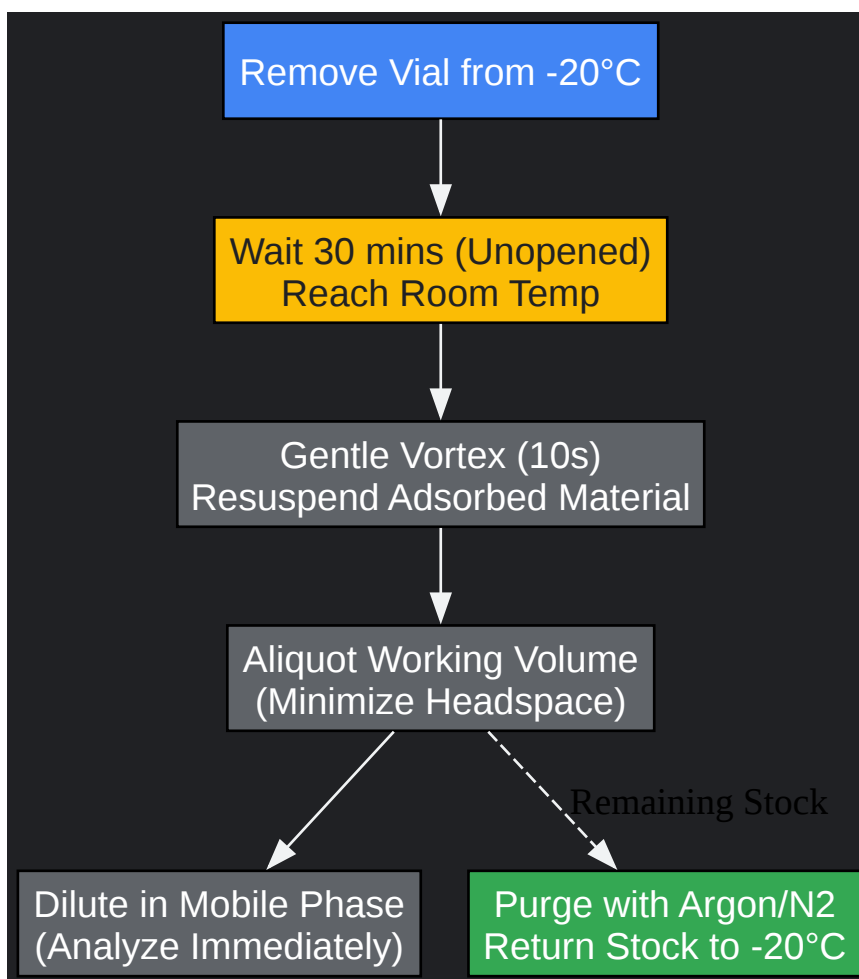 Remove Vial from -20°C
Wait 30 mins (Unopened)
Reach Room Temp
Gentle Vortex (10s)
Resuspend Adsorbed Material
Aliquot Working Volume
(Minimize Headspace)
Remaining Stock
Dilute in Mobile Phase
(Analyze Immediately)
Purge with Argon/N2
Return Stock to -20°C